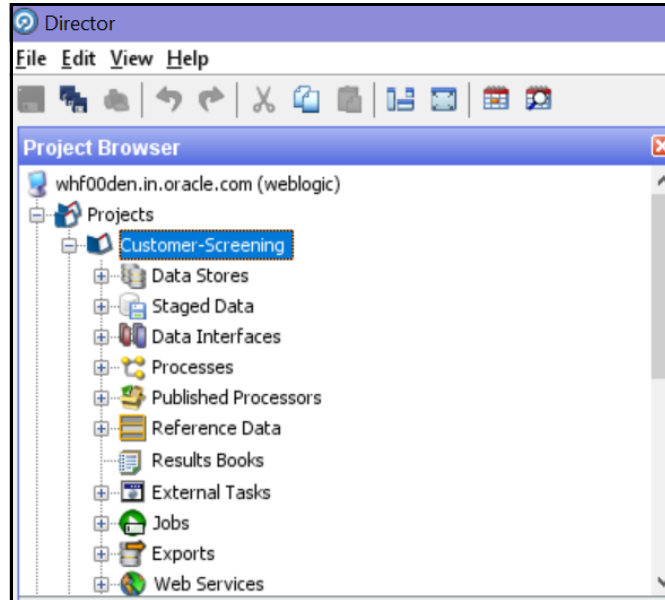 Director
File Edit View Help
Project Browser
whf00den.in.oracle.com (weblogic)
Projects
Customer-Screening
Data Stores
Staged Data
Data Interfaces
Processes
Published Processors
Reference Data
Results Books
External Tasks
Jobs
Exports
Web Services